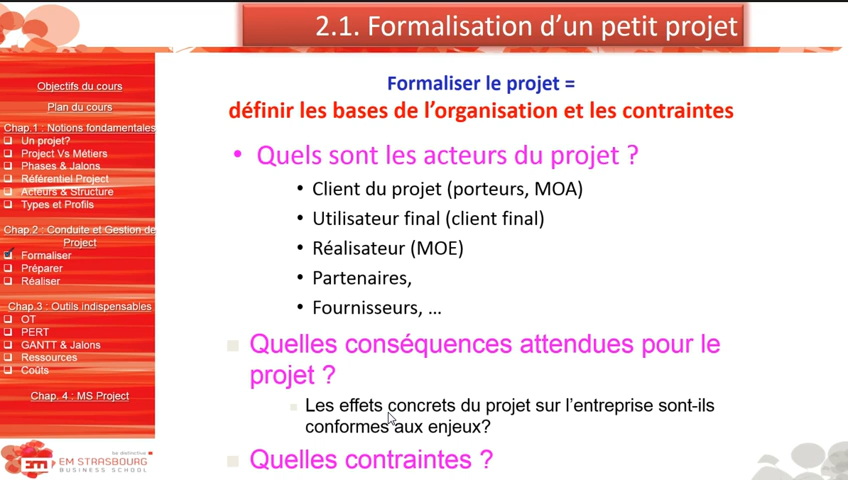 2.1. Formalisation d'un petit projet
Objectifs du cours
Plan du cours
Chap.1 : Notions fondamentales
Un projet?
Project Vs Métiers
Phases & Jalons
Référentiel Project
Acteurs & Structure
Types et Profils
Chap.2 : Conduite et Gestion de
Project
Formaliser
Préparer
Réaliser
Chap.3 : Outils indispensables
OT
PERT
GANTT & Jalons
Ressources
Coûts
Chap. 4 : MS Project
be distinctive
EM EM STRASBOURG
BUSINESS SCHOOL
Formaliser le projet =
définir les bases de l'organisation et les contraintes
• Quels sont les acteurs du projet ?
• Client du projet (porteurs, MOA)
• Utilisateur final (client final)
• Réalisateur (MOE)
• Partenaires,
• Fournisseurs, …
Quelles conséquences attendues pour le
projet ?
Les effets concrets du projet sur l'entreprise sont-ils
conformes aux enjeux?
Quelles contraintes ?